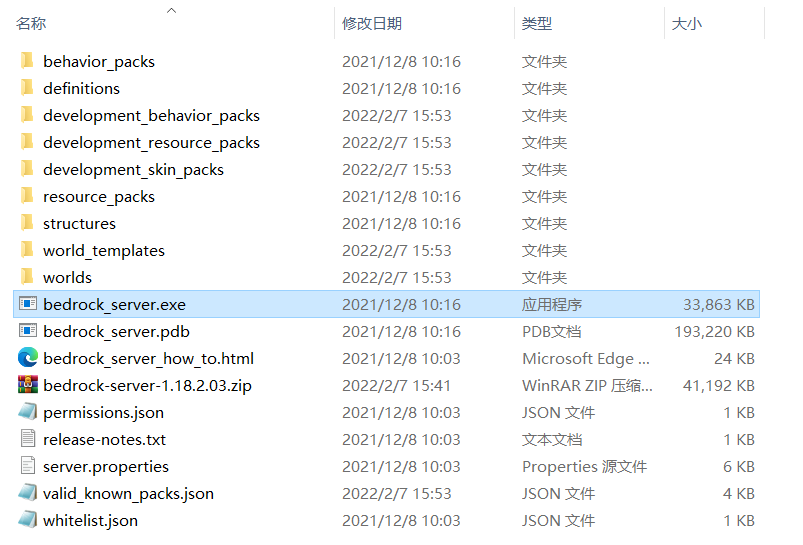 名称 修改日期 类型 大小
behavior_packs 2021/12/8 10:16 文件夹
definitions 2021/12/8 10:16 文件夹
development_behavior_packs 2022/2/7 15:53 文件夹
development_resource_packs 2022/2/7 15:53 文件夹
development_skin_packs 2022/2/7 15:53 文件夹
resource_packs 2021/12/8 10:16 文件夹
structures 2021/12/8 10:16 文件夹
world_templates 2022/2/7 15:53 文件夹
worlds 2022/2/7 15:53 文件夹
bedrock_server.exe 2021/12/8 10:16 应用程序 33,863 KB
bedrock_server.pdb 2021/12/8 10:16 PDB文档 193,220 KB
bedrock_server_how_to.html 2021/12/8 10:03 Microsoft Edge ... 24 KB
bedrock-server-1.18.2.03.zip 2022/2/7 15:41 WinRAR ZIP 压缩... 41,192 KB
permissions.json 2021/12/8 10:03 JSON 文件 1 KB
release-notes.txt 2021/12/8 10:03 文本文档 1 KB
server.properties 2021/12/8 10:03 Properties 源文件 6 KB
valid_known_packs.json 2022/2/7 15:53 JSON 文件 4 KB
whitelist.json 2021/12/8 10:03 JSON 文件 1 KB